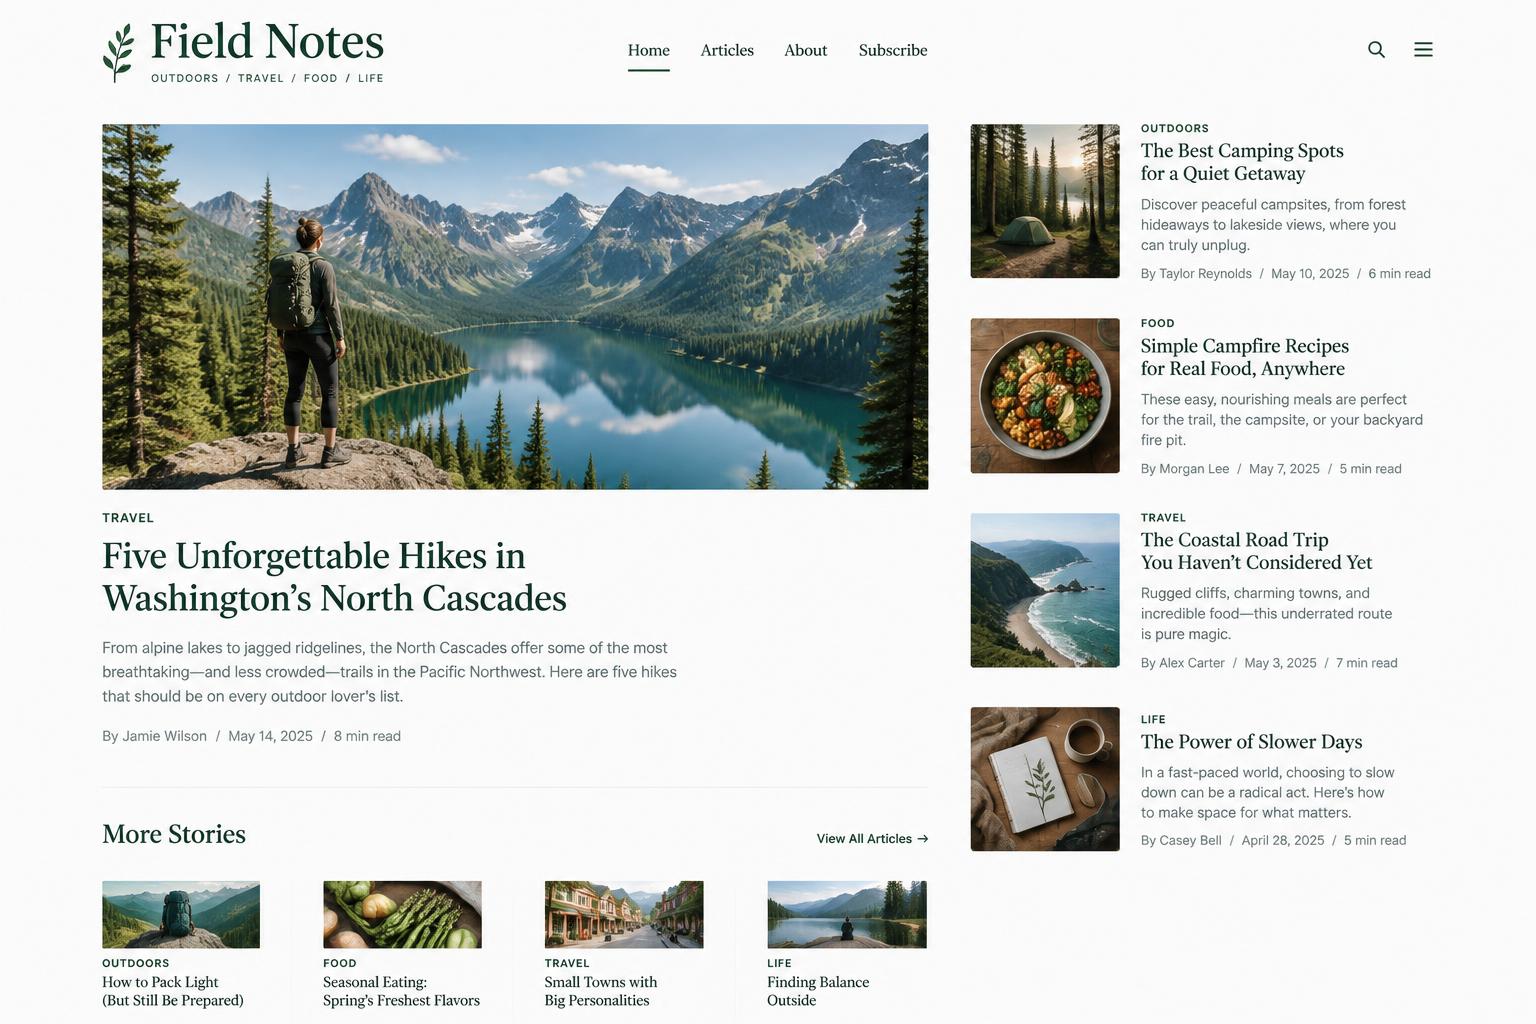 Field Notes
OUTDOORS / TRAVEL / FOOD / LIFE
Home Articles About Subscribe
TRAVEL
Five Unforgettable Hikes in
Washington’s North Cascades
From alpine lakes to jagged ridgelines, the North Cascades offer some of the most
breathtaking—and less crowded—trails in the Pacific Northwest. Here are five hikes
that should be on every outdoor lover's list.
By Jamie Wilson / May 14, 2025 / 8 min read
OUTDOORS
The Best Camping Spots
for a Quiet Getaway
Discover peaceful campsites, from forest
hideaways to lakeside views, where you
can truly unplug.
By Taylor Reynolds / May 10, 2025 / 6 min read
FOOD
Simple Campfire Recipes
for Real Food, Anywhere
These easy, nourishing meals are perfect
for the trail, the campsite, or your backyard
fire pit.
By Morgan Lee / May 7, 2025 / 5 min read
TRAVEL
The Coastal Road Trip
You Haven’t Considered Yet
Rugged cliffs, charming towns, and
incredible food—this underrated route
is pure magic.
By Alex Carter / May 3, 2025 / 7 min read
LIFE
The Power of Slower Days
In a fast-paced world, choosing to slow
down can be a radical act. Here's how
to make space for what matters.
By Casey Bell / April 28, 2025 / 5 min read
More Stories
View All Articles →
OUTDOORS
How to Pack Light
(But Still Be Prepared)
FOOD
Seasonal Eating:
Spring’s Freshest Flavors
TRAVEL
Small Towns with
Big Personalities
LIFE
Finding Balance
Outside